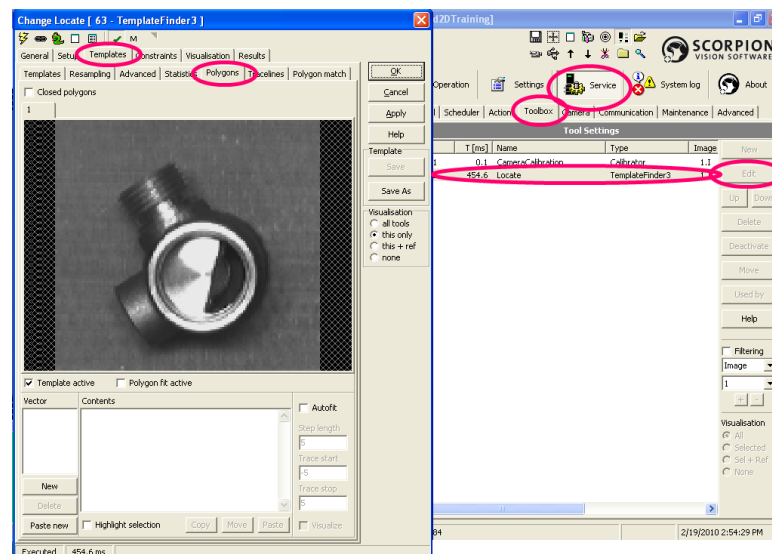 Change Locate [ 63 - TemplateFinder3 ]
M
General Setup Templates Constraints Visualisation Results
Templates Resampling Advanced Statistics Polygons Tracelines Polygon match
Closed polygons
1
Template active Polygon fit active
Vector Contents
Autofit
Step length
5
Trace start
-5
Trace stop
5
New
Delete
Paste new Highlight selection Copy Move Paste Visualize
Executed 454.6 ms
OK
Cancel
Apply
Help
Template
Save
Save As
Visualisation
all tools
this only
this + ref
none
d2DTraining]
SCORPION
VISION SOFTWARE
Operation Settings Service System log About
Scheduler Action Toolbox Camera Communication Maintenance Advanced
Tool Settings
T [ms] Name Type Image
1 0.1 CameraCalibration Calibrator 1.I
454.6 Locate TemplateFinder3
New
Edit
Up Down
Delete
Deactivate
Move
Used by
Help
Filtering
Image
1
+ -
Visualisation
All
Selected
Sel + Ref
None
84 2/19/2010 2:54:29 PM